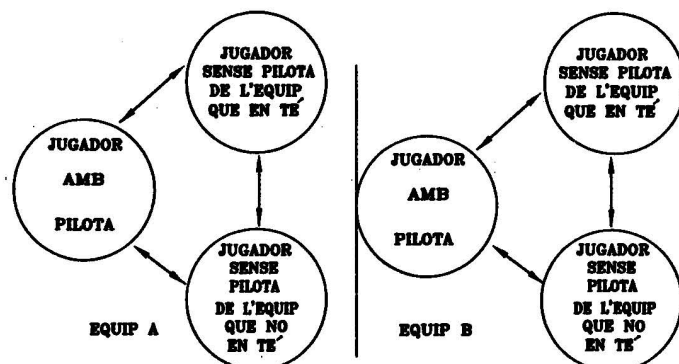 JUGADOR
SENSE PILOTA
DE L'EQUIP
QUE EN TÉ
JUGADOR
AMB
PILOTA
JUGADOR
SENSE
PILOTA
DE L'EQUIP
QUE NO
EN TÉ
EQUIP A
JUGADOR
SENSE PILOTA
DE L'EQUIP
QUE EN TÉ
JUGADOR
AMB
PILOTA
JUGADOR
SENSE
PILOTA
DE L'EQUIP
QUE NO
EN TÉ
EQUIP B